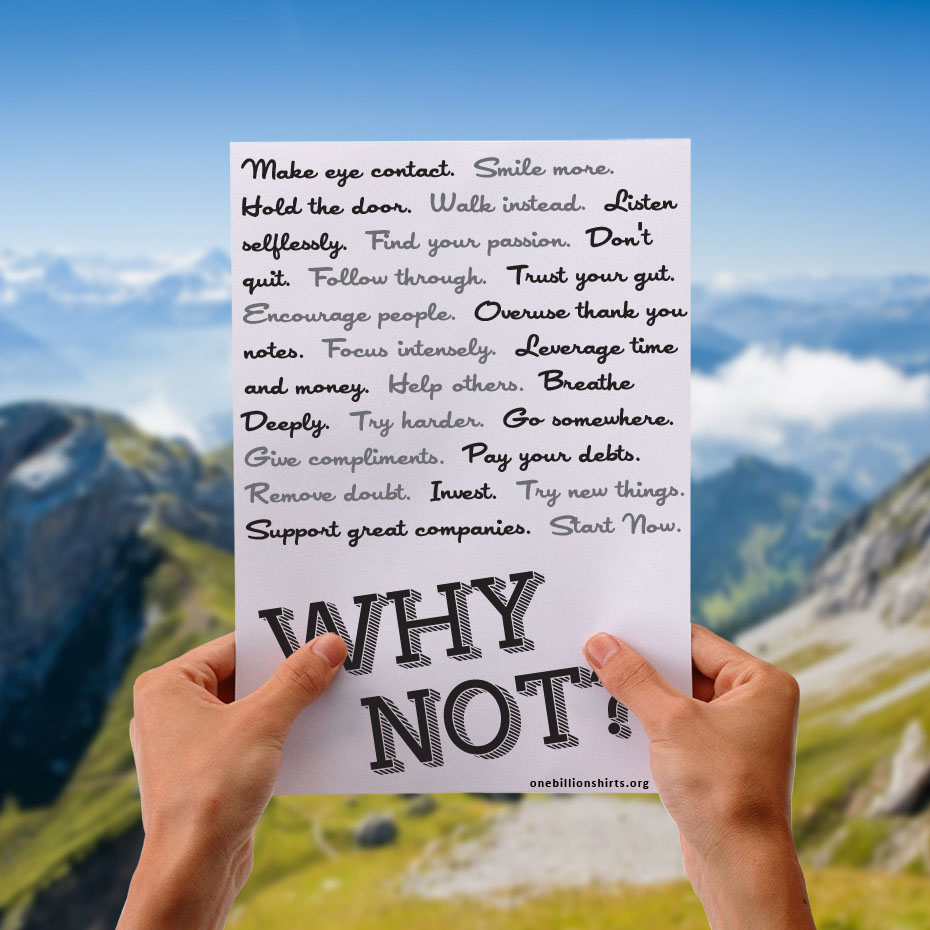 Make eye contact. Smile more.
Hold the door. Walk instead. Listen
selflessly. Find your passion. Don't
quit. Follow through. Trust your gut.
Encourage people. Overuse thank you
notes. Focus intensely. Leverage time
and money. Help others. Breathe
Deeply. Try harder. Go somewhere.
Give compliments. Pay your debts.
Remove doubt. Invest. Try new things.
Support great companies. Start Now.
WHY
NOT?
onebillionshirts.org